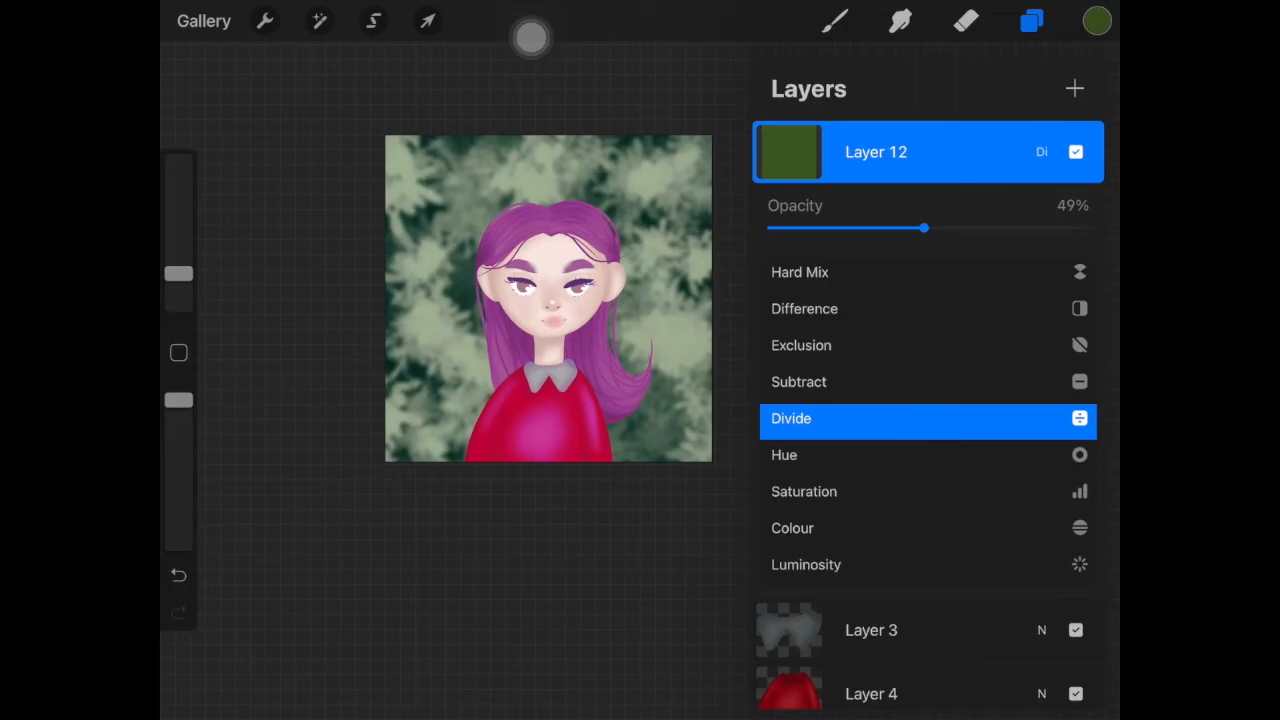 Gallery
Layers
Layer 12 Di
Opacity 49%
Hard Mix
Difference
Exclusion
Subtract
Divide
Hue
Saturation
Colour
Luminosity
Layer 3 N
Layer 4 N